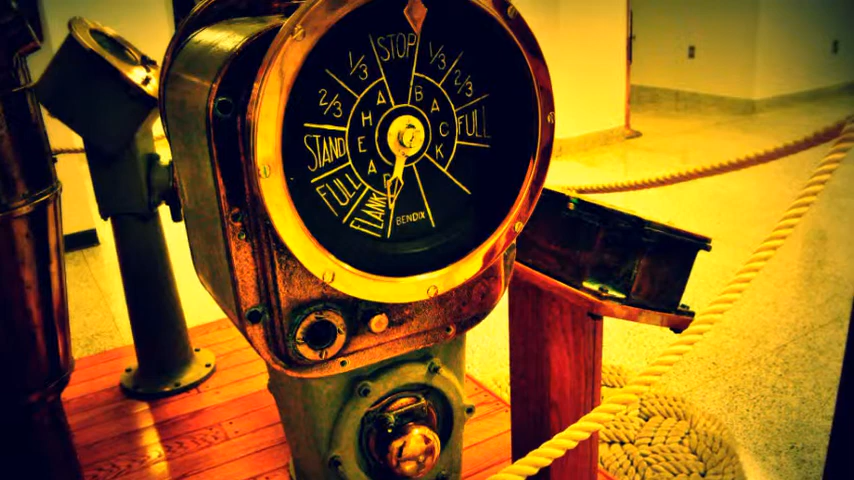 STOP
1/3
2/3
FULL
1/3
2/3
STAND
FULL
FLANK
AHEAD
BACK
BENDIX